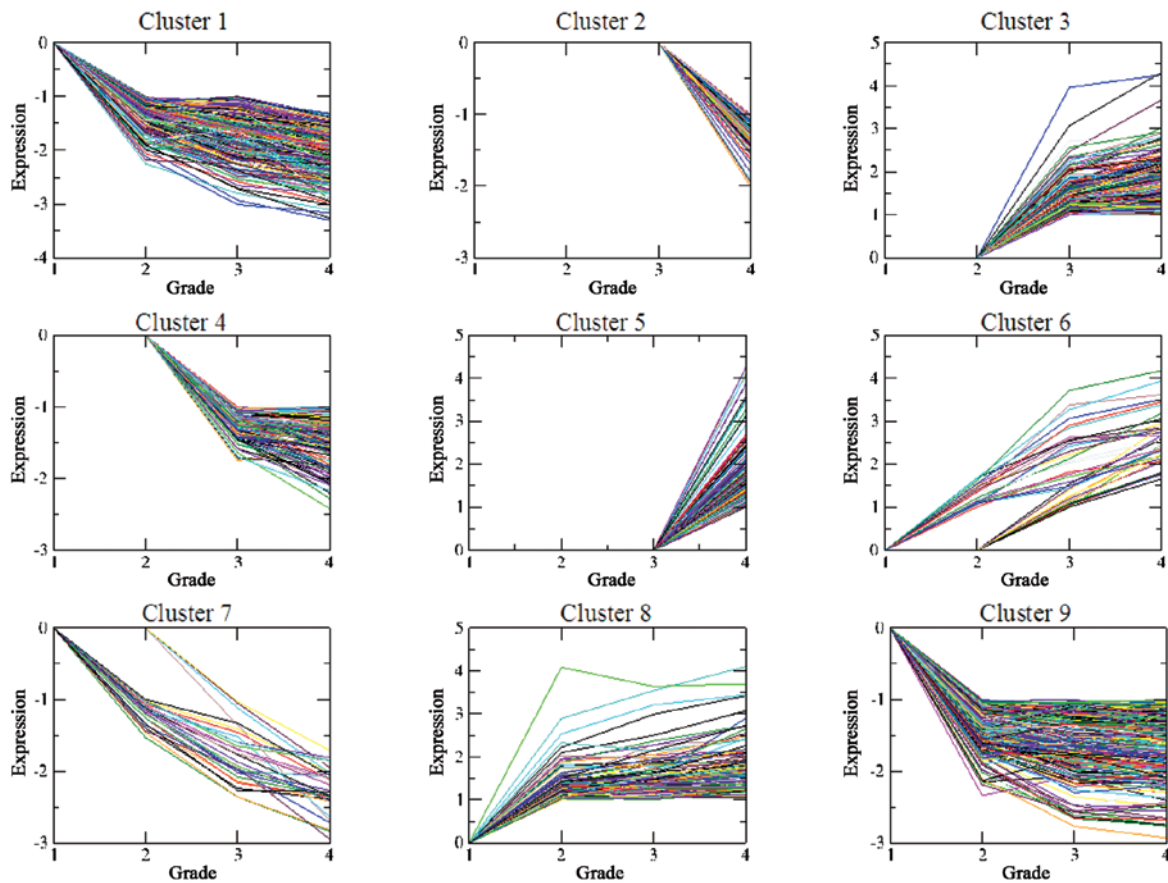 Cluster 1
0
-1
-2
-3
-4
Expression
1 2 3 4
Grade
Cluster 2
0
-1
-2
-3
Expression
1 2 3 4
Grade
Cluster 3
5
4
3
2
1
0
Expression
1 2 3 4
Grade
Cluster 4
0
-1
-2
-3
Expression
1 2 3 4
Grade
Cluster 5
5
4
3
2
1
0
Expression
1 2 3 4
Grade
Cluster 6
5
4
3
2
1
0
Expression
1 2 3 4
Grade
Cluster 7
0
-1
-2
-3
Expression
1 2 3 4
Grade
Cluster 8
5
4
3
2
1
0
Expression
1 2 3 4
Grade
Cluster 9
0
-1
-2
-3
Expression
1 2 3 4
Grade